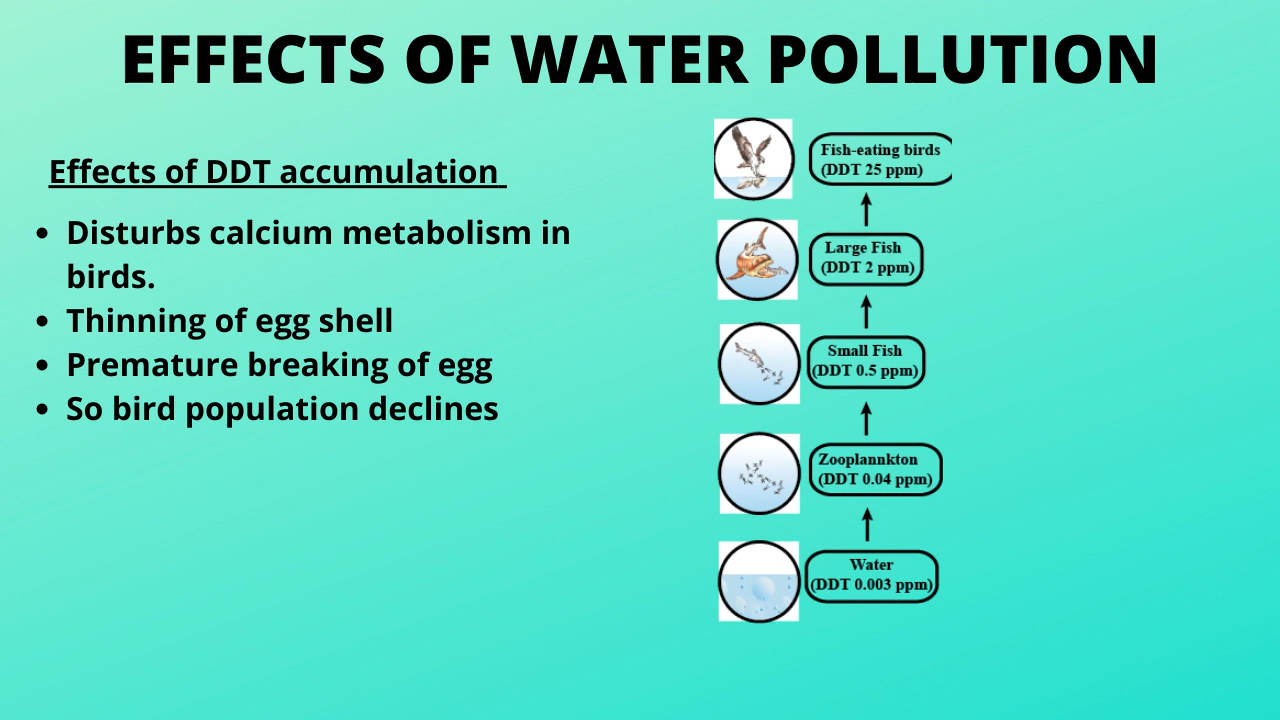 EFFECTS OF WATER POLLUTION
Effects of DDT accumulation
• Disturbs calcium metabolism in
birds.
• Thinning of egg shell
• Premature breaking of egg
• So bird population declines
Fish-eating birds
(DDT 25 ppm)
Large Fish
(DDT 2 ppm)
Small Fish
(DDT 0.5 ppm)
Zooplannkton
(DDT 0.04 ppm)
Water
(DDT 0.003 ppm)